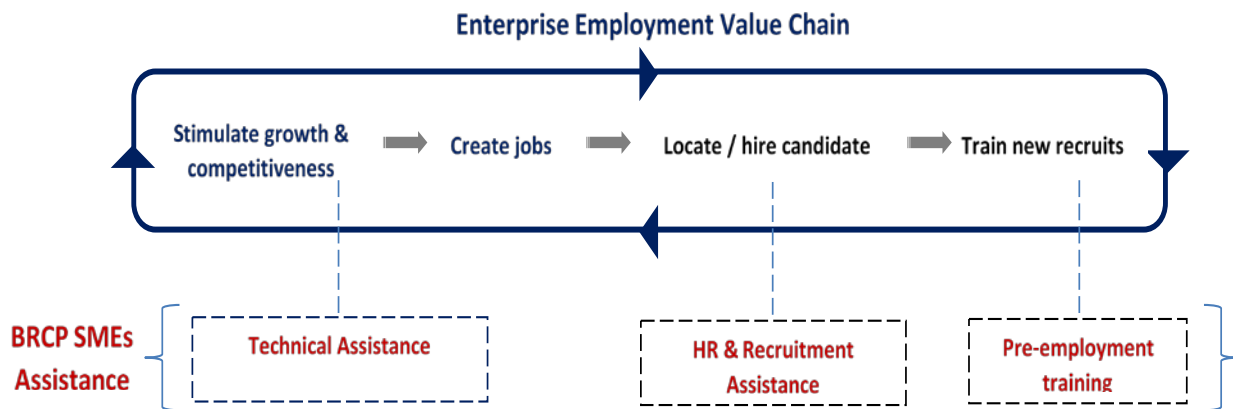 Enterprise Employment Value Chain
Stimulate growth &
competitiveness
Create jobs
Locate / hire candidate
Train new recruits
BRCP SMEs
Assistance
Technical Assistance
HR & Recruitment
Assistance
Pre-employment
training